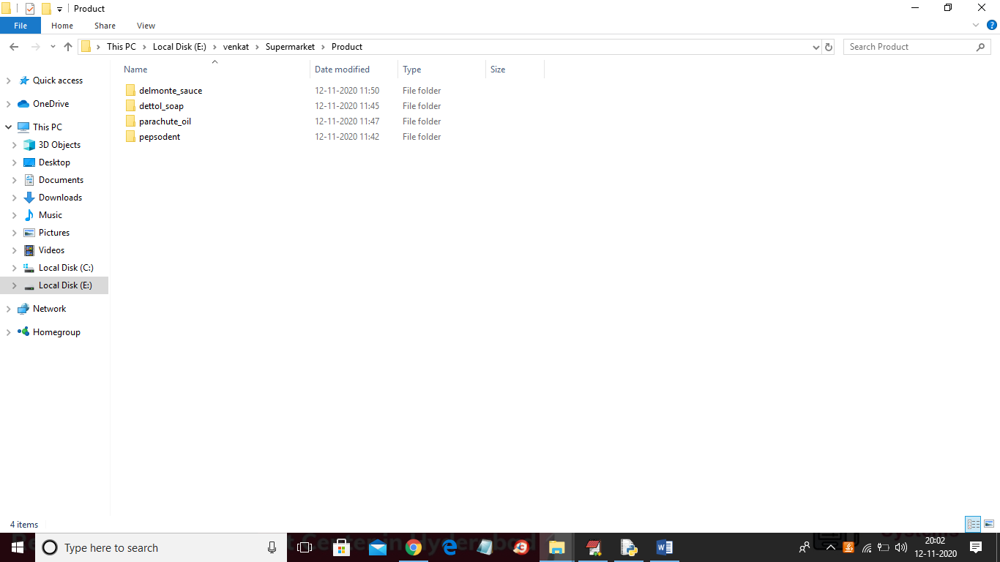 Product
File Home Share View
This PC Local Disk (E:) venkat Supermarket Product
Search Product
Name Date modified Type Size
Quick access
OneDrive
This PC
3D Objects
Desktop
Documents
Downloads
Music
Pictures
Videos
Local Disk (C:)
Local Disk (E:)
Network
Homegroup
delmonte_sauce 12-11-2020 11:50 File folder
dettol_soap 12-11-2020 11:45 File folder
parachute_oil 12-11-2020 11:47 File folder
pepsodent 12-11-2020 11:42 File folder
4 items
Type here to search
Center in
20:02
12-11-2020